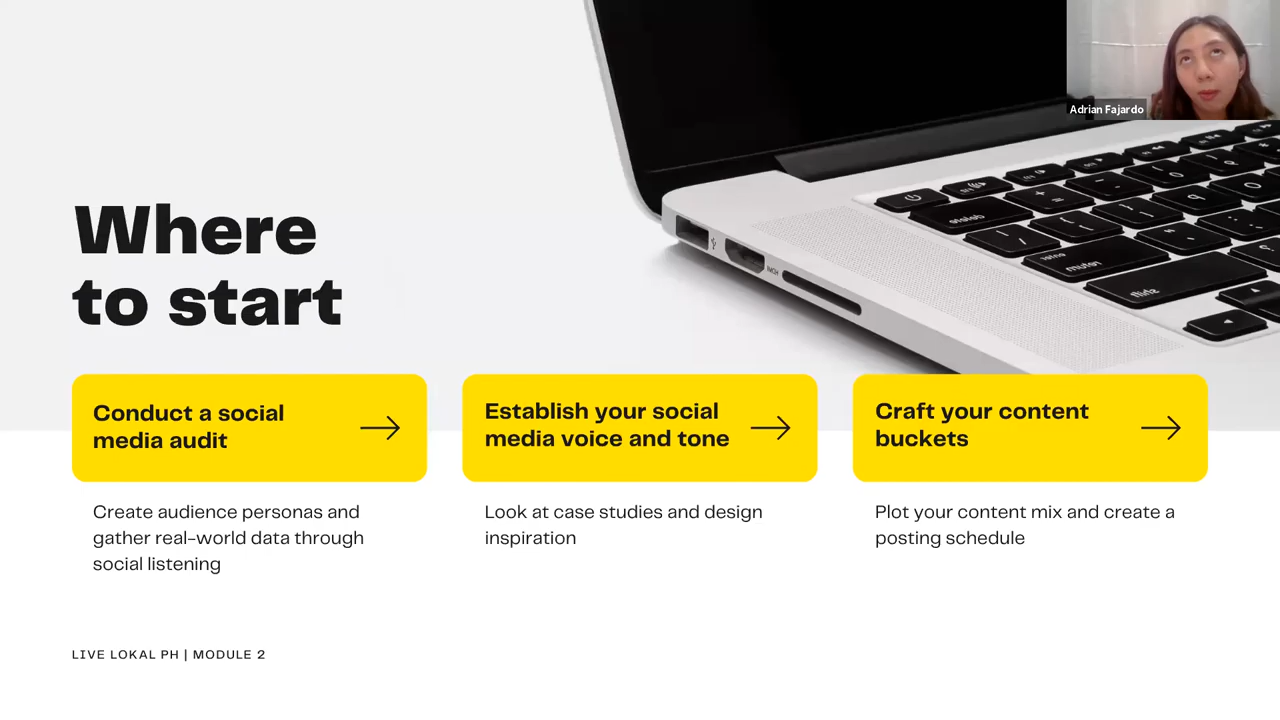 Adrian Fajardo
Where
to start
Conduct a social
media audit
Create audience personas and
gather real-world data through
social listening
Establish your social
media voice and tone
Look at case studies and design
inspiration
Craft your content
buckets
Plot your content mix and create a
posting schedule
LIVE LOKAL PH | MODULE 2